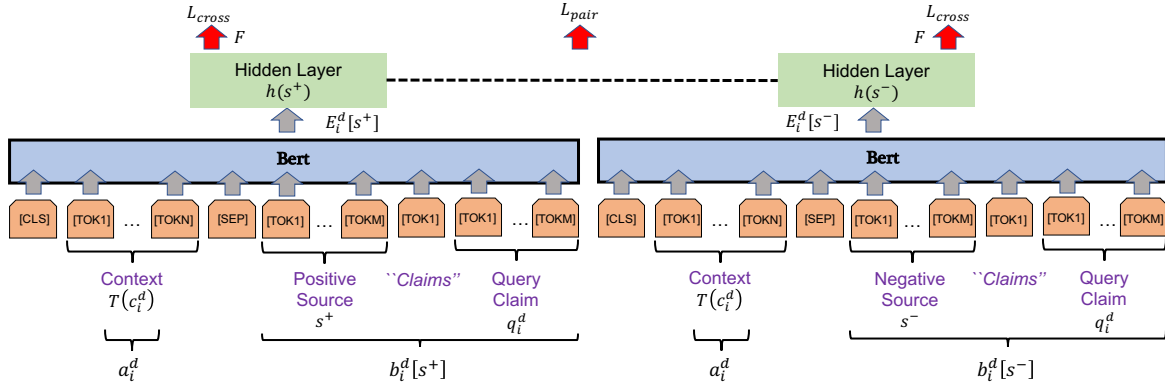 L_cross L_pair L_cross
F F
Hidden Layer Hidden Layer
h(s⁺) h(s⁻)
E_i^d[s⁺] E_i^d[s⁻]
Bert Bert
[CLS] [TOK1] ... [TOKN] [SEP] [TOK1] ... [TOKM] [TOK1] [TOK1] ... [TOKM] [CLS] [TOK1] ... [TOKN] [SEP] [TOK1] ... [TOKM] [TOK1] [TOK1] ... [TOKM]
Context Positive ``Claims'' Query Context Negative ``Claims'' Query
T(c_i^d) Source Claim T(c_i^d) Source Claim
s⁺ q_i^d s⁻ q_i^d
a_i^d b_i^d[s⁺] a_i^d b_i^d[s⁻]